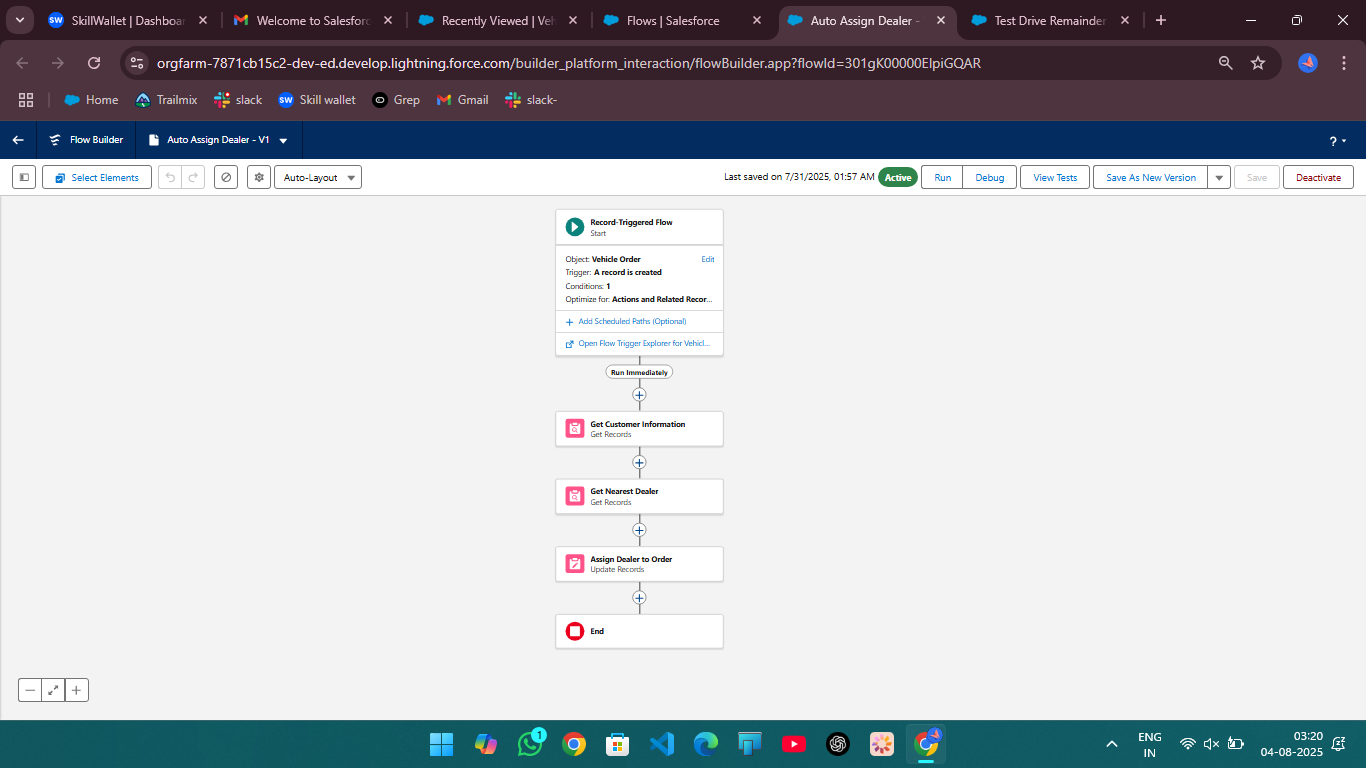 SkillWallet | Dashboar
Welcome to Salesforc
Recently Viewed | Veh
Flows | Salesforce
Auto Assign Dealer -
Test Drive Remainder
orgfarm-7871cb15c2-dev-ed.develop.lightning.force.com/builder_platform_interaction/flowBuilder.app?flowId=301gK00000ElpiGQAR
Home
Trailmix
slack
SW
Skill wallet
Grep
Gmail
slack-
Flow Builder
Auto Assign Dealer - V1
?
Select Elements
Auto-Layout
Last saved on 7/31/2025, 01:57 AM
Active
Run
Debug
View Tests
Save As New Version
Save
Deactivate
Record-Triggered Flow
Start
Object: Vehicle Order
Edit
Trigger: A record is created
Conditions: 1
Optimize for: Actions and Related Recor...
Add Scheduled Paths (Optional)
Open Flow Trigger Explorer for Vehicl...
Run Immediately
Get Customer Information
Get Records
Get Nearest Dealer
Get Records
Assign Dealer to Order
Update Records
End
1
ENG
IN
03:20
04-08-2025